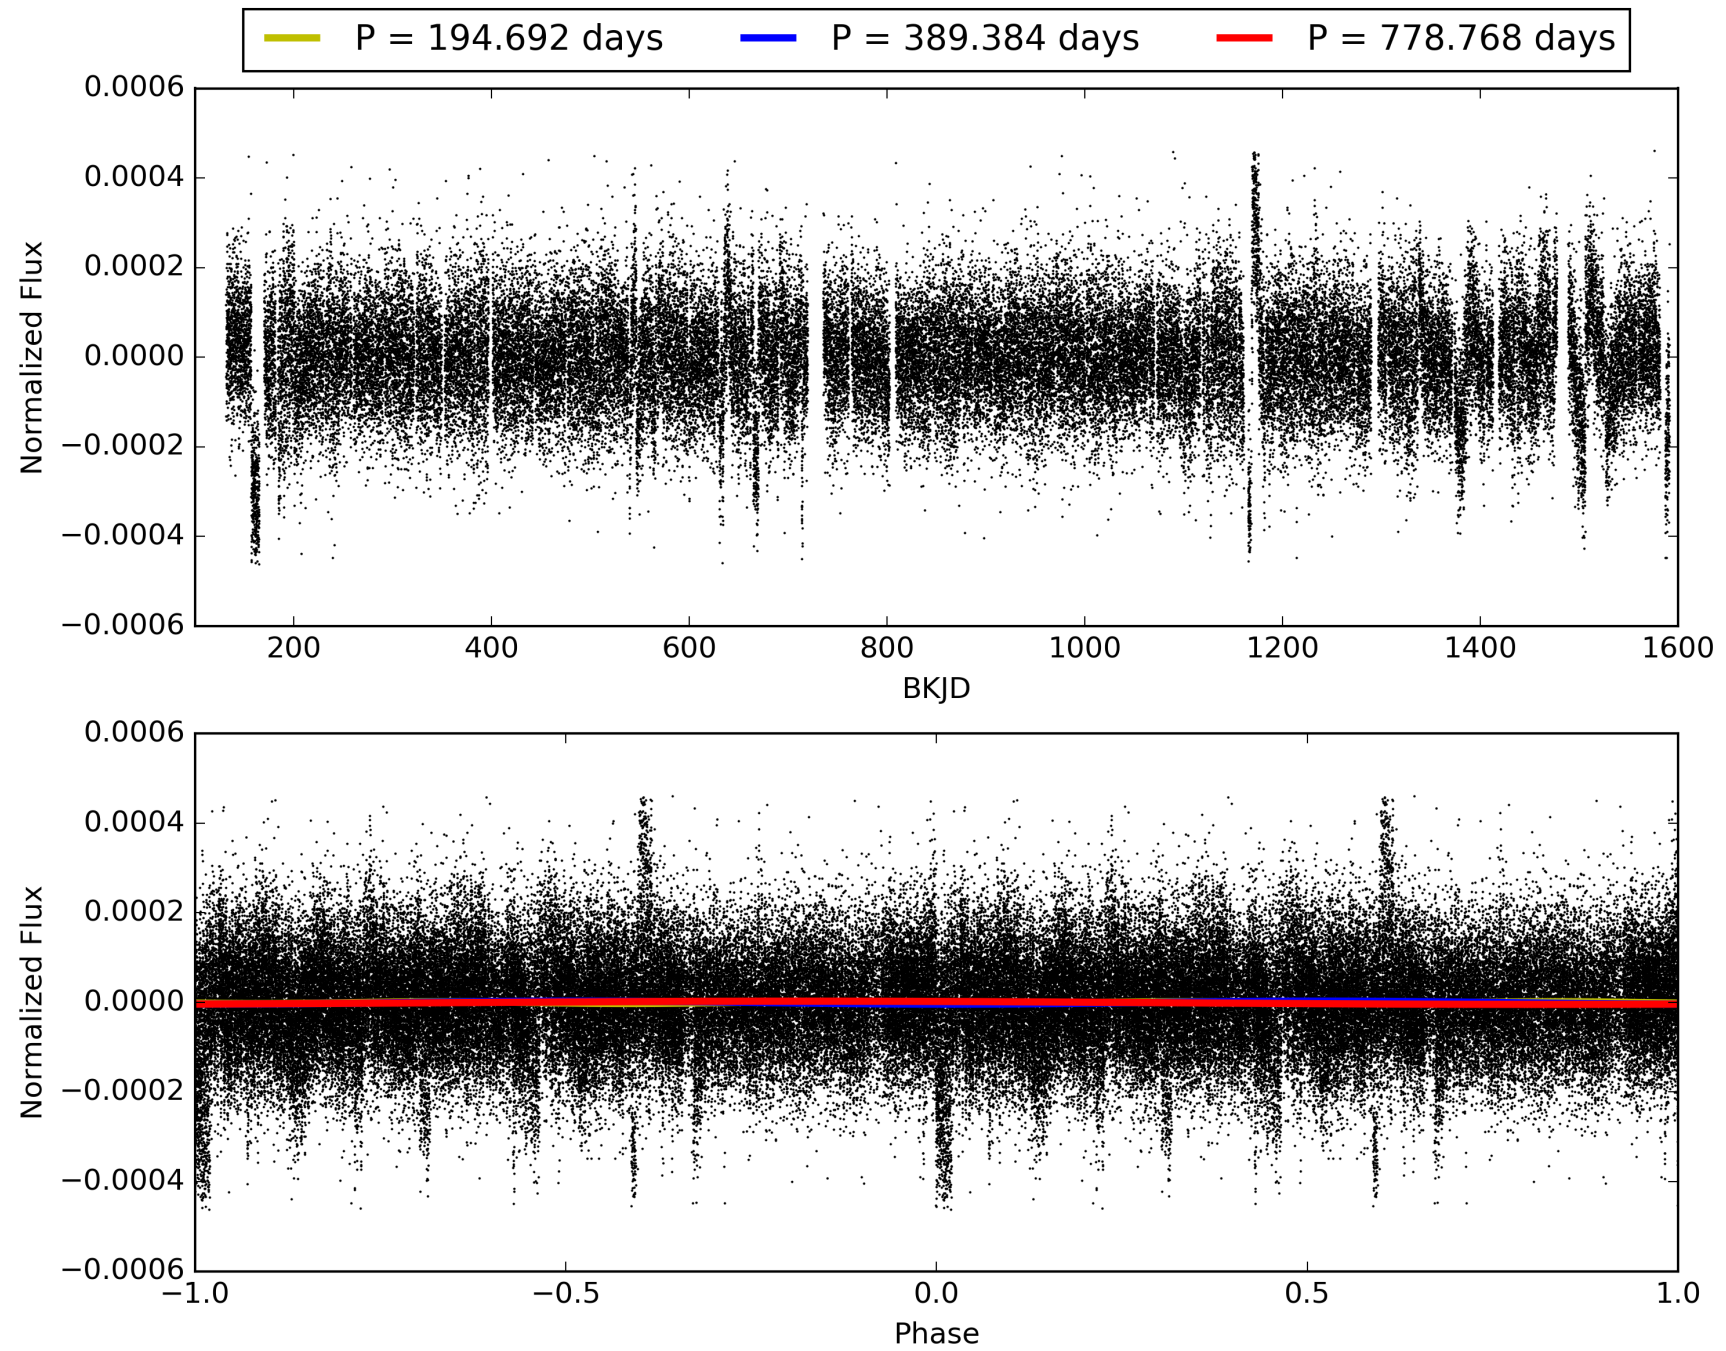 P = 194.692 days P = 389.384 days P = 778.768 days
0.0006
0.0004
0.0002
0.0000
−0.0002
−0.0004
−0.0006
Normalized Flux
200 400 600 800 1000 1200 1400 1600
BKJD
0.0006
0.0004
0.0002
0.0000
−0.0002
−0.0004
−0.0006
Normalized Flux
−1.0 −0.5 0.0 0.5 1.0
Phase